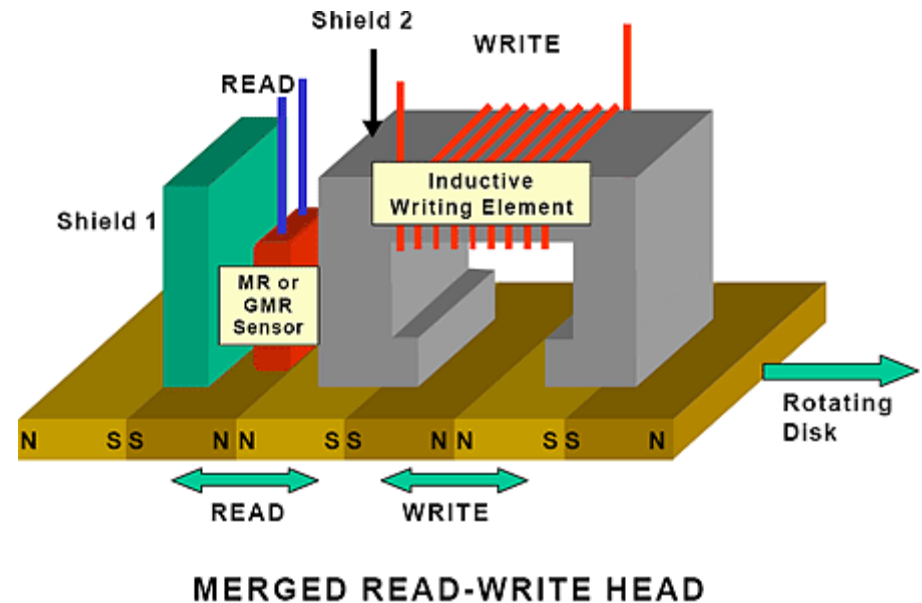 Shield 2
WRITE
READ
Shield 1
Inductive
Writing Element
MR or
GMR
Sensor
Rotating
Disk
N S S N N S S N N S S N
READ WRITE
MERGED READ-WRITE HEAD